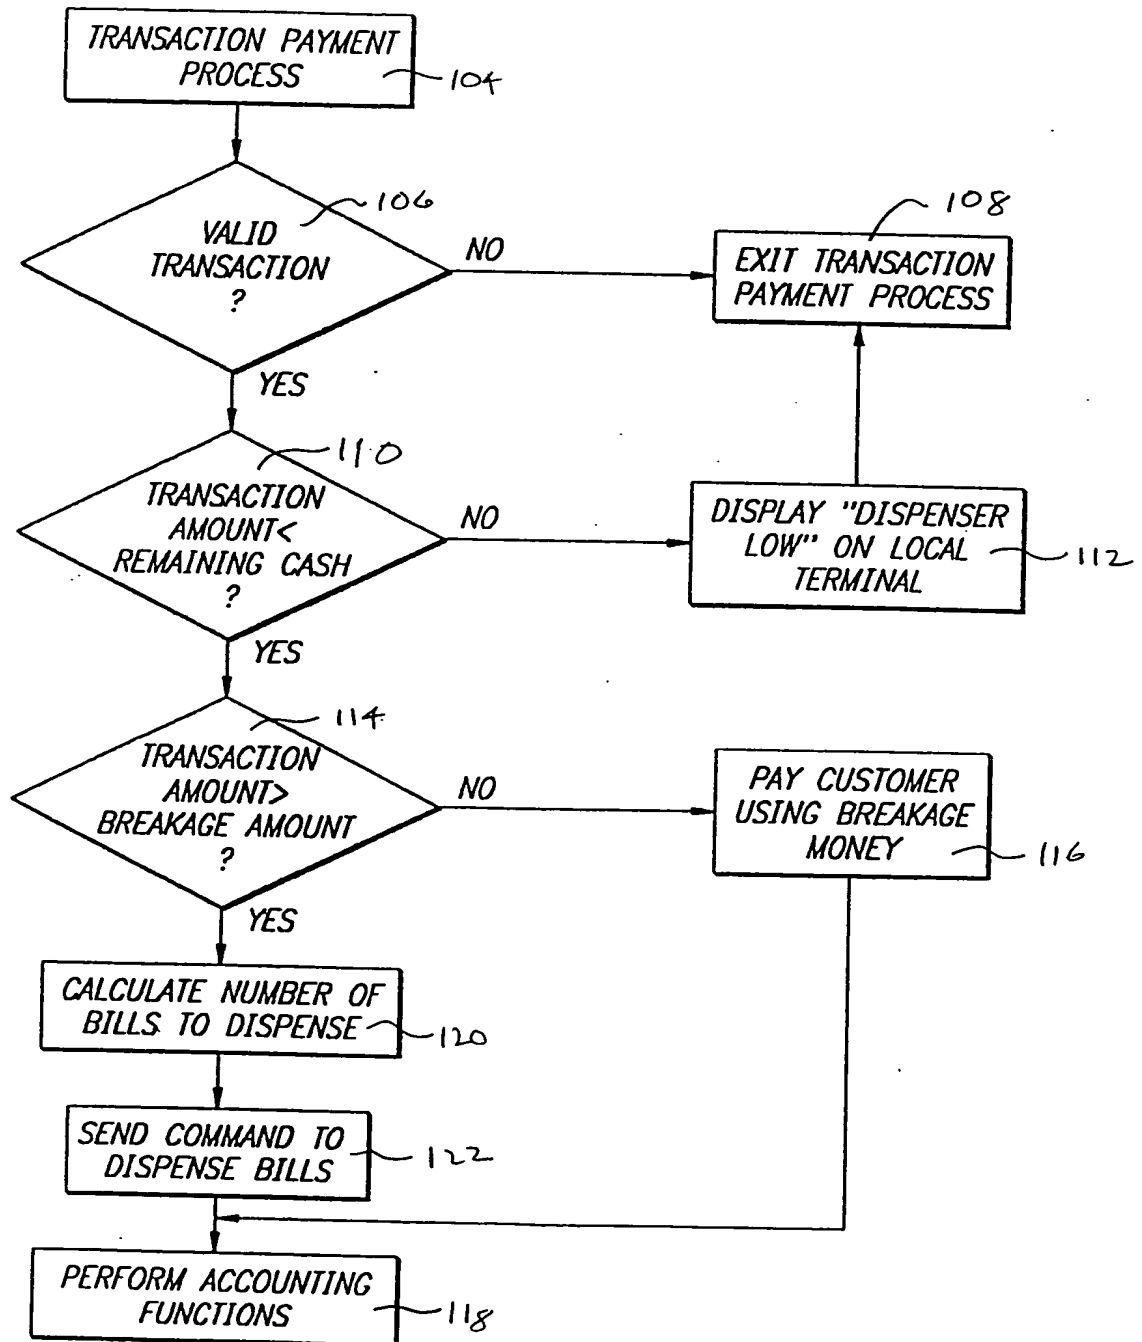 TRANSACTION PAYMENT
PROCESS
104
VALID
TRANSACTION
?
106
NO
YES
EXIT TRANSACTION
PAYMENT PROCESS
108
TRANSACTION
AMOUNT<
REMAINING CASH
?
110
NO
YES
DISPLAY "DISPENSER
LOW" ON LOCAL
TERMINAL
112
TRANSACTION
AMOUNT>
BREAKAGE AMOUNT
?
114
NO
YES
PAY CUSTOMER
USING BREAKAGE
MONEY
116
CALCULATE NUMBER OF
BILLS TO DISPENSE
120
SEND COMMAND TO
DISPENSE BILLS
122
PERFORM ACCOUNTING
FUNCTIONS
118